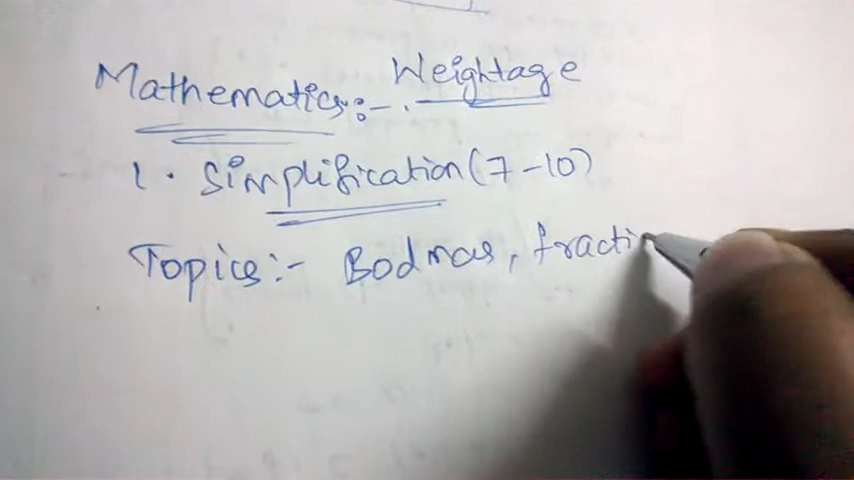 Mathematics:- Weightage
1. Simplification (7-10)
Topics:- Bodmas, fracti